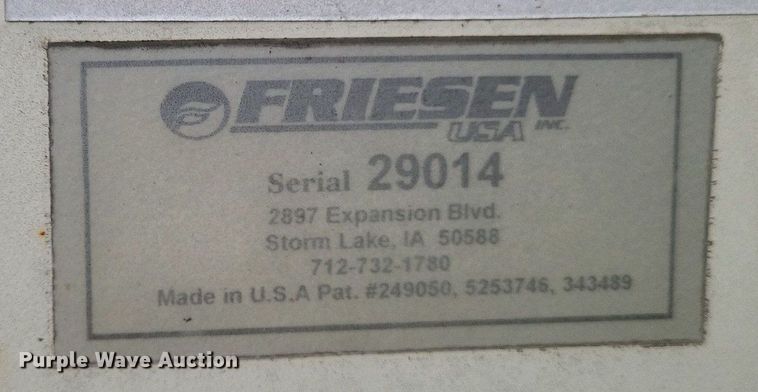 FRIESEN
USA INC.
Serial 29014
2897 Expansion Blvd.
Storm Lake, IA 50588
712-732-1780
Made in U.S.A Pat. #249050, 5253746, 343489
Purple Wave Auction